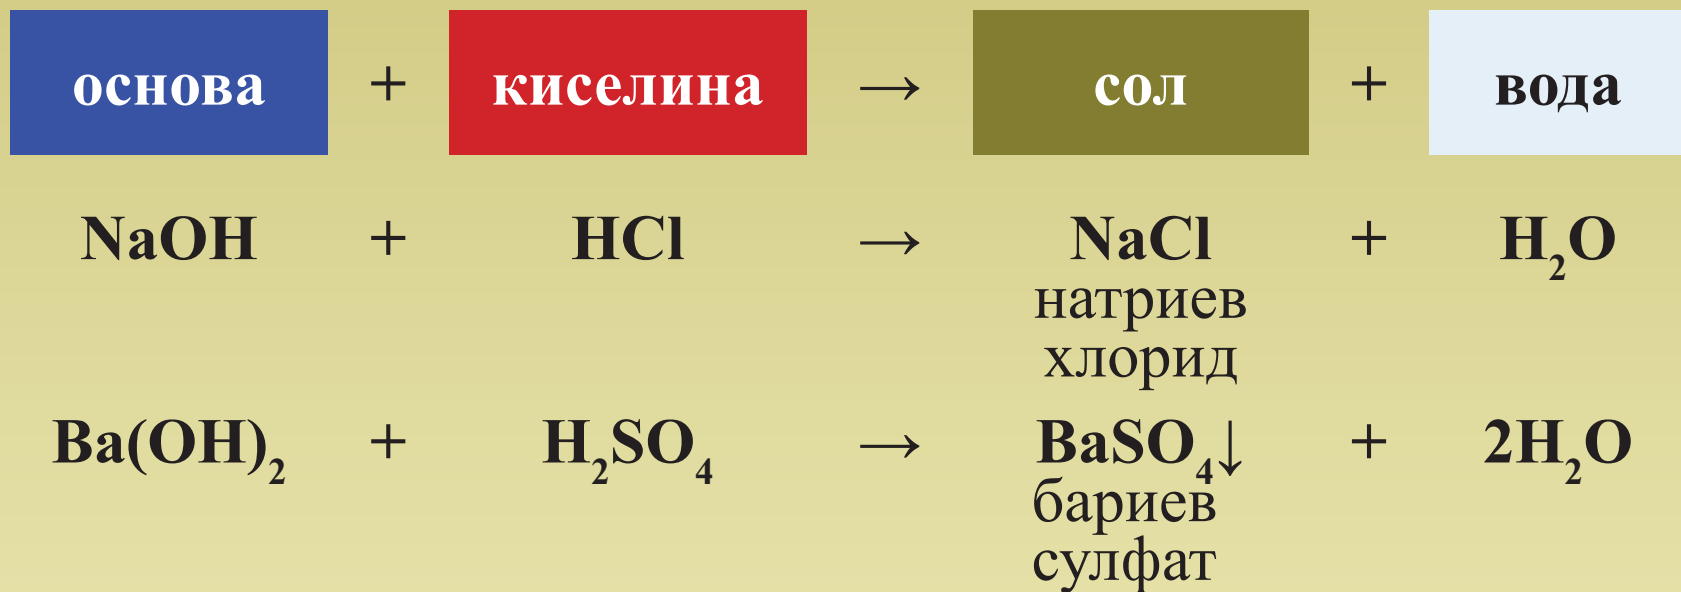 основа + киселина → сол + вода
NaOH + HCl → NaCl + H₂O
натриев
хлорид
Ba(OH)₂ + H₂SO₄ → BaSO₄↓ + 2H₂O
бариев
сулфат